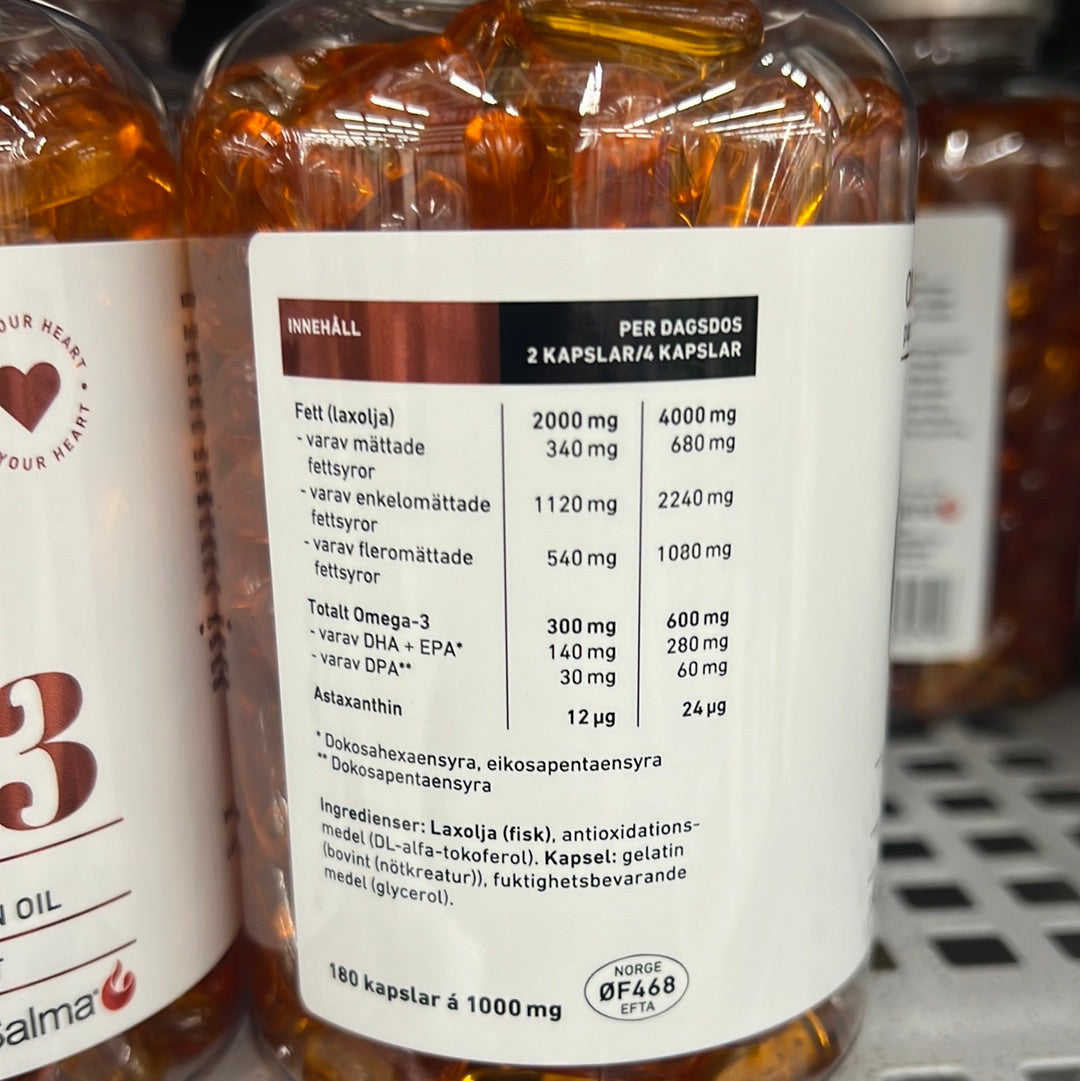 OUR HEART •
YOUR HEART
3
OIL
Salma
INNEHÅLL
PER DAGSDOS
2 KAPSLAR/4 KAPSLAR
Fett (laxolja) 2000 mg 4000 mg
- varav mättade 340 mg 680 mg
fettsyror
- varav enkelomättade 1120 mg 2240 mg
fettsyror
- varav fleromättade 540 mg 1080 mg
fettsyror
Totalt Omega-3 300 mg 600 mg
- varav DHA + EPA* 140 mg 280 mg
- varav DPA** 30 mg 60 mg
Astaxanthin 12 µg 24 µg
* Dokosahexaensyra, eikosapentaensyra
** Dokosapentaensyra
Ingredienser: Laxolja (fisk), antioxidations-
medel (DL-alfa-tokoferol). Kapsel: gelatin
(bovint (nötkreatur)), fuktighetsbevarande
medel (glycerol).
180 kapslar á 1000 mg
NORGE
ØF468
EFTA